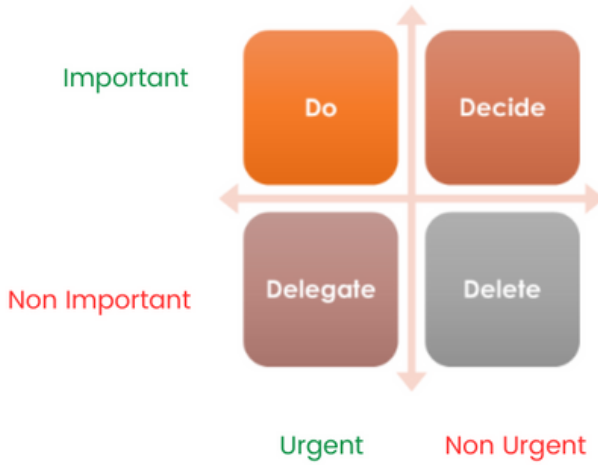 Important
Do
Decide
Non Important
Delegate
Delete
Urgent
Non Urgent